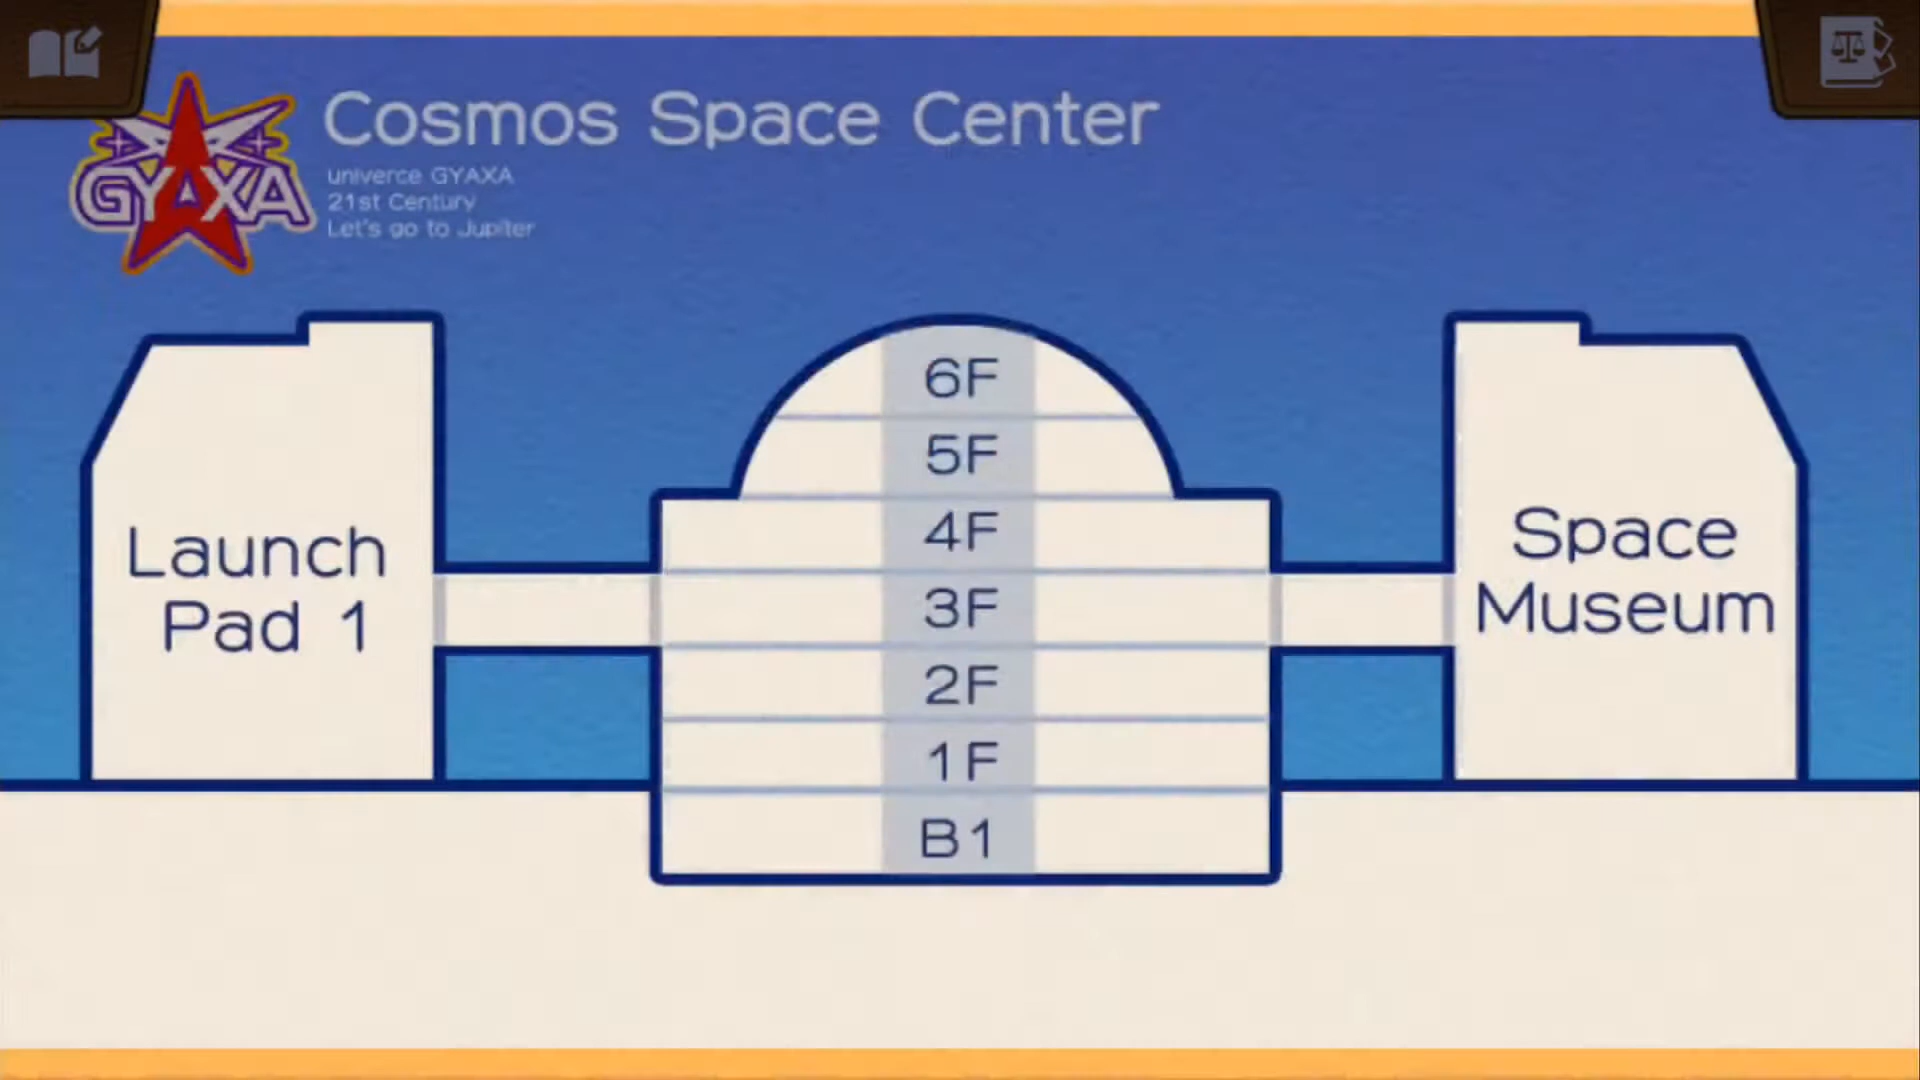 Cosmos Space Center
GYAXA
univerce GYAXA
21st Century
Let's go to Jupiter
6F
5F
4F
3F
2F
1F
B1
Launch
Pad 1
Space
Museum